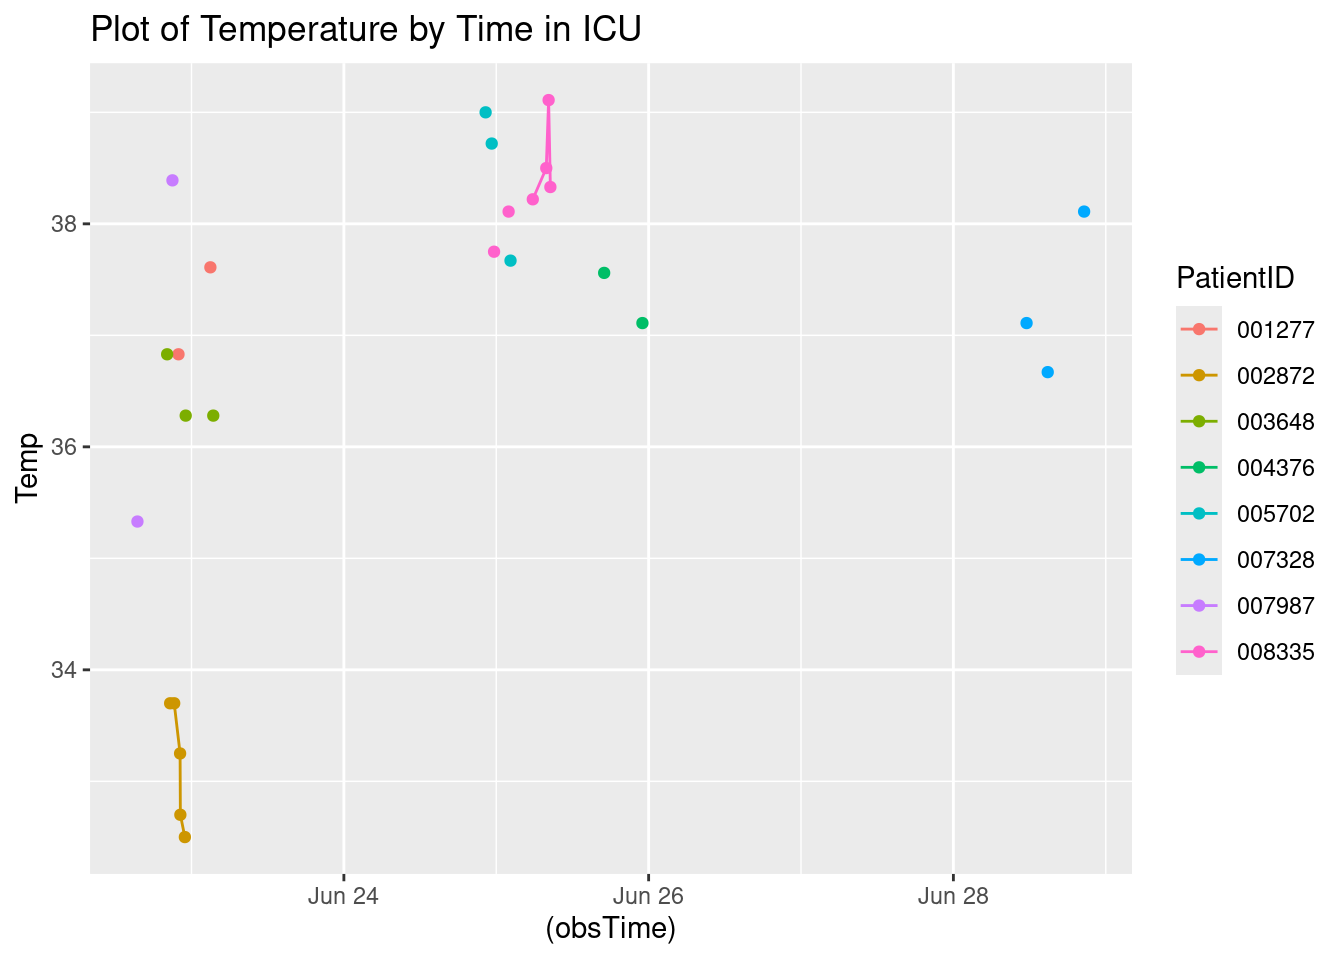 Plot of Temperature by Time in ICU
Temp
38
36
34
Jun 24
Jun 26
Jun 28
(obsTime)
PatientID
001277
002872
003648
004376
005702
007328
007987
008335